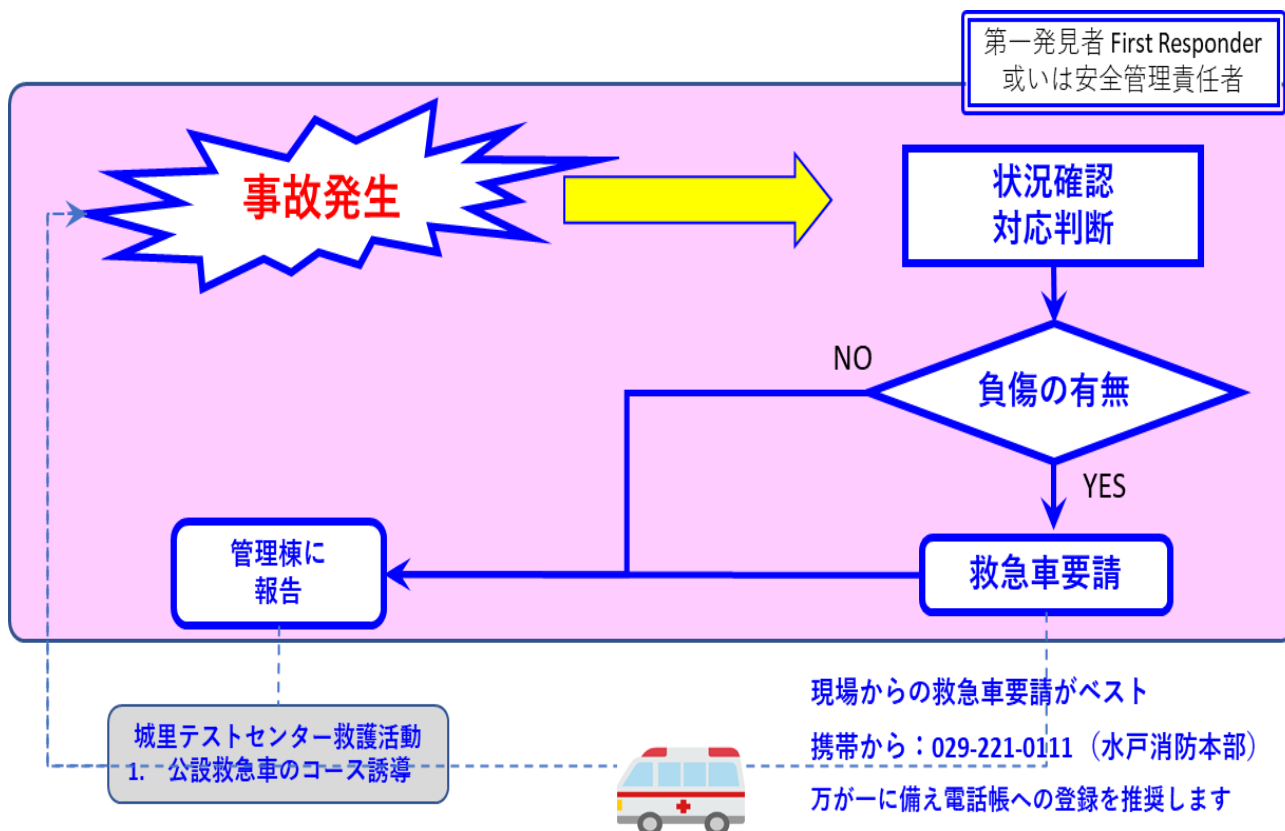 第一発見者 First Responder
或いは安全管理責任者
事故発生
状況確認
対応判断
負傷の有無
NO
YES
救急車要請
管理棟に
報告
城里テストセンター救護活動
1. 公設救急車のコース誘導
現場からの救急車要請がベスト
携帯から：029-221-0111（水戸消防本部）
万が一に備え電話帳への登録を推奨します